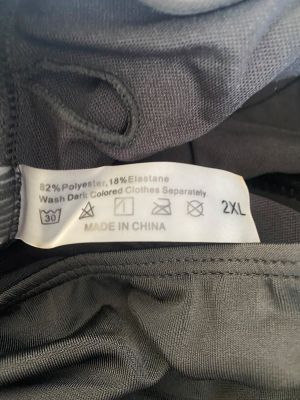 82%Polyester,18%Elastane
Wash Dark Colored Clothes Separately
30
2XL
MADE IN CHINA